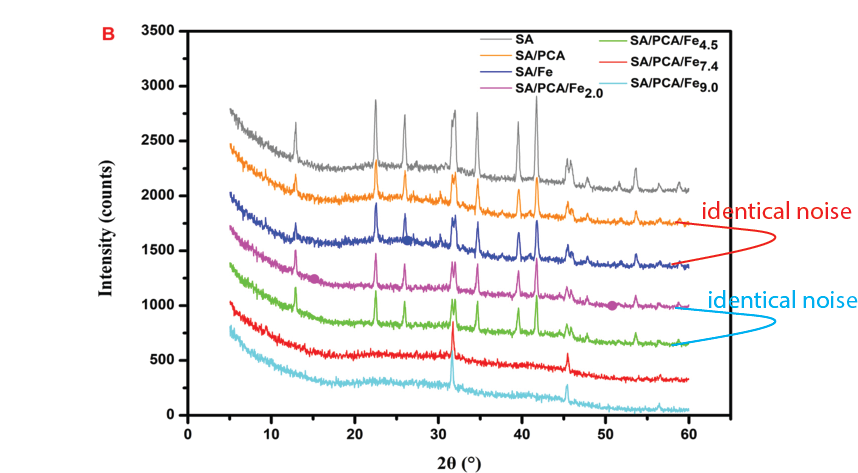 B
3500
3000
2500
2000
1500
1000
500
0
Intensity (counts)
SA
SA/PCA
SA/Fe
SA/PCA/Fe2.0
SA/PCA/Fe4.5
SA/PCA/Fe7.4
SA/PCA/Fe9.0
identical noise
identical noise
0 10 20 30 40 50 60
2θ (°)